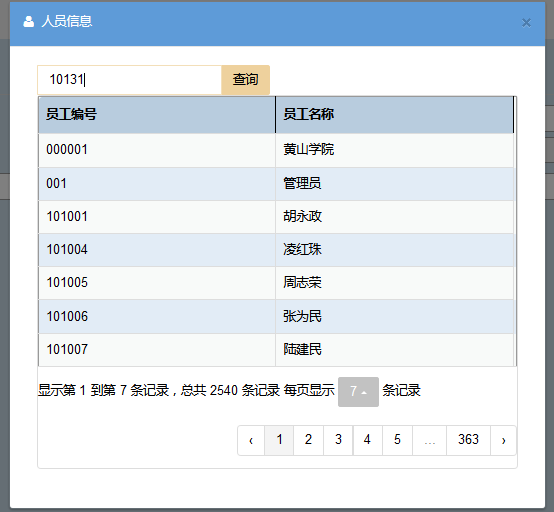 人员信息 ×
10131 查询
员工编号 员工名称
000001 黄山学院
001 管理员
101001 胡永政
101004 凌红珠
101005 周志荣
101006 张为民
101007 陆建民
显示第 1 到第 7 条记录，总共 2540 条记录 每页显示 7 条记录
‹ 1 2 3 4 5 ... 363 ›